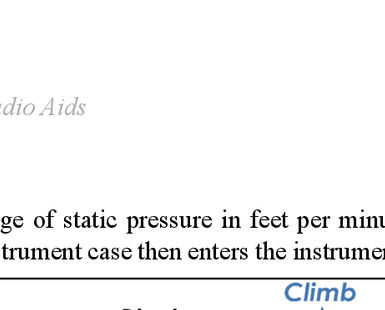 dio Aids
ge of static pressure in feet per minu
trument case then enters the instrumen
Climb